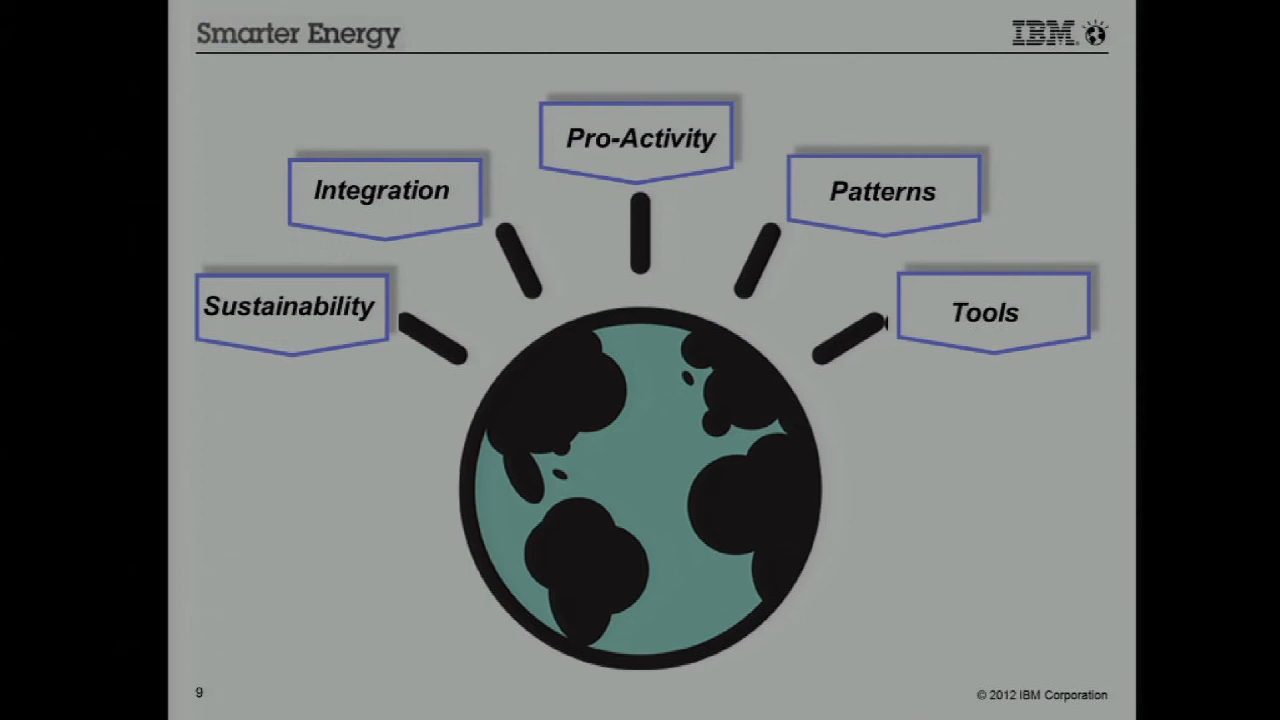 Smarter Energy
IBM.
Pro-Activity
Integration
Patterns
Sustainability
Tools
9
© 2012 IBM Corporation